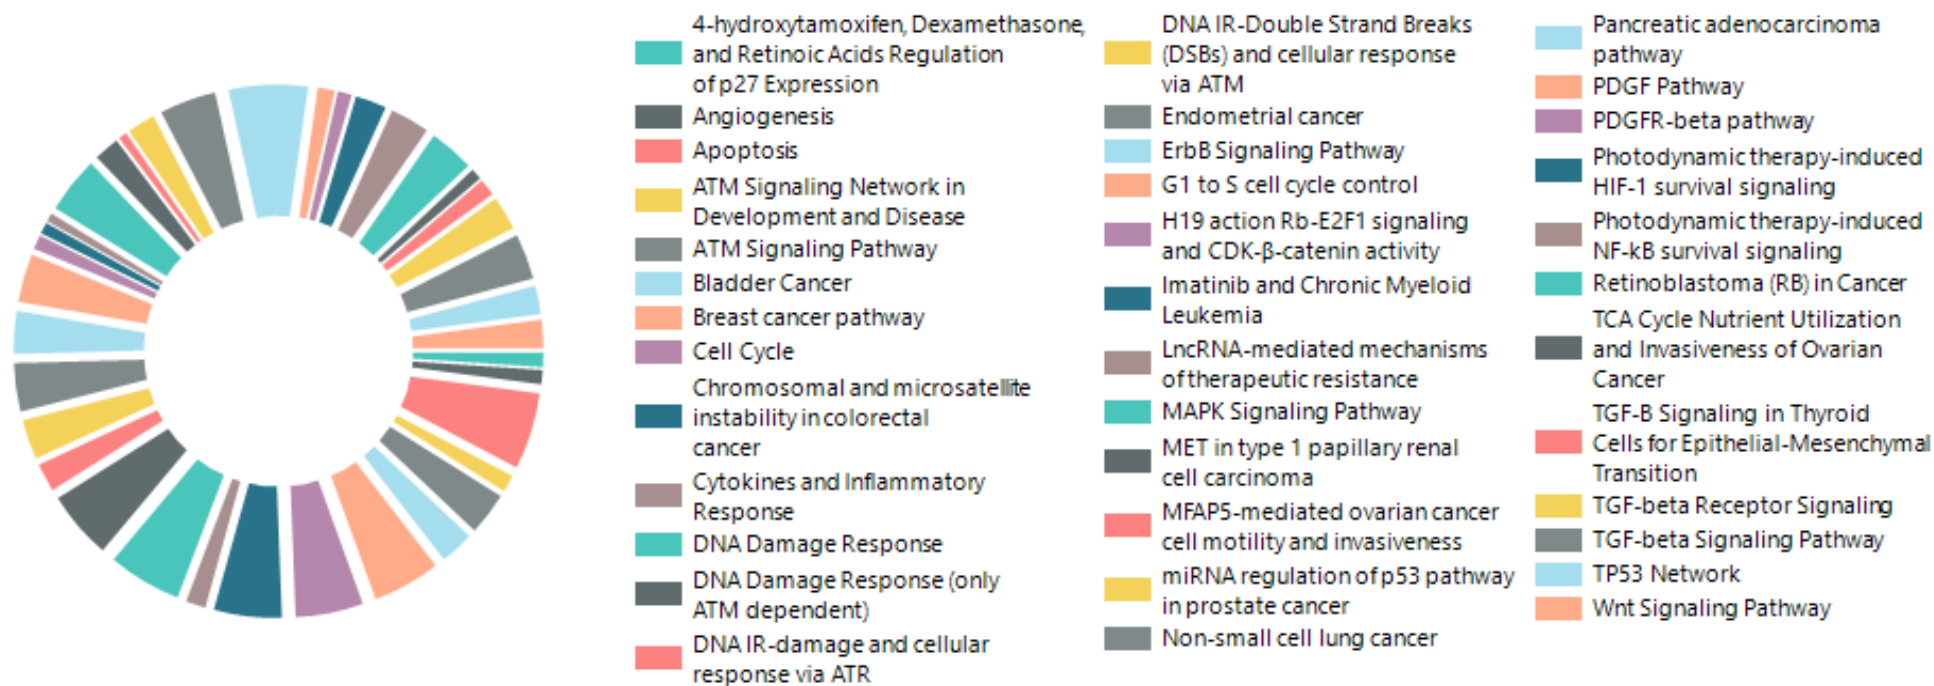 4-hydroxytamoxifen, Dexamethasone,
and Retinoic Acids Regulation
of p27 Expression
Angiogenesis
Apoptosis
ATM Signaling Network in
Development and Disease
ATM Signaling Pathway
Bladder Cancer
Breast cancer pathway
Cell Cycle
Chromosomal and microsatellite
instability in colorectal
cancer
Cytokines and Inflammatory
Response
DNA Damage Response
DNA Damage Response (only
ATM dependent)
DNA IR-damage and cellular
response via ATR
DNA IR-Double Strand Breaks
(DSBs) and cellular response
via ATM
Endometrial cancer
ErbB Signaling Pathway
G1 to S cell cycle control
H19 action Rb-E2F1 signaling
and CDK-β-catenin activity
Imatinib and Chronic Myeloid
Leukemia
LncRNA-mediated mechanisms
of therapeutic resistance
MAPK Signaling Pathway
MET in type 1 papillary renal
cell carcinoma
MFAP5-mediated ovarian cancer
cell motility and invasiveness
miRNA regulation of p53 pathway
in prostate cancer
Non-small cell lung cancer
Pancreatic adenocarcinoma
pathway
PDGF Pathway
PDGFR-beta pathway
Photodynamic therapy-induced
HIF-1 survival signaling
Photodynamic therapy-induced
NF-kB survival signaling
Retinoblastoma (RB) in Cancer
TCA Cycle Nutrient Utilization
and Invasiveness of Ovarian
Cancer
TGF-B Signaling in Thyroid
Cells for Epithelial-Mesenchymal
Transition
TGF-beta Receptor Signaling
TGF-beta Signaling Pathway
TP53 Network
Wnt Signaling Pathway